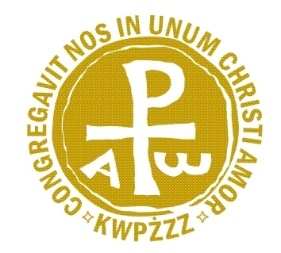 CONGREGAVIT NOS IN UNUM CHRISTI AMOR
KWPŻZZ
P
A ω